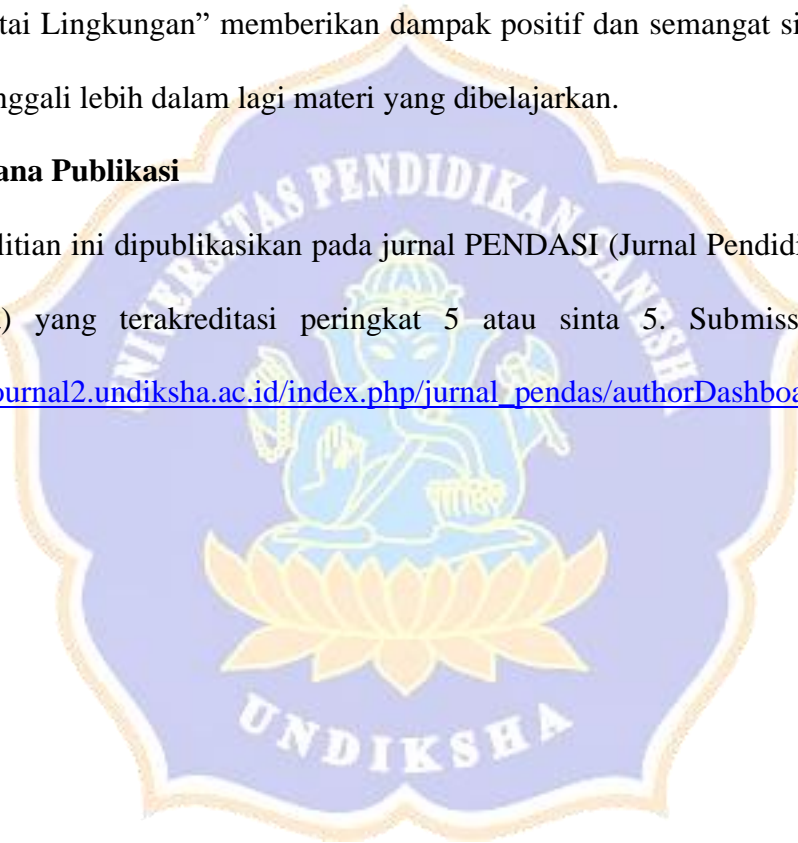 tai Lingkungan” memberikan dampak positif dan semangat si
nggali lebih dalam lagi materi yang dibelajarkan.
ana Publikasi
litian ini dipublikasikan pada jurnal PENDASI (Jurnal Pendidi
) yang terakreditasi peringkat 5 atau sinta 5. Submiss
ournal2.undiksha.ac.id/index.php/jurnal_pendas/authorDashboa
UNIVERSITAS PENDIDIKAN GANESHA
UNDIKSHA